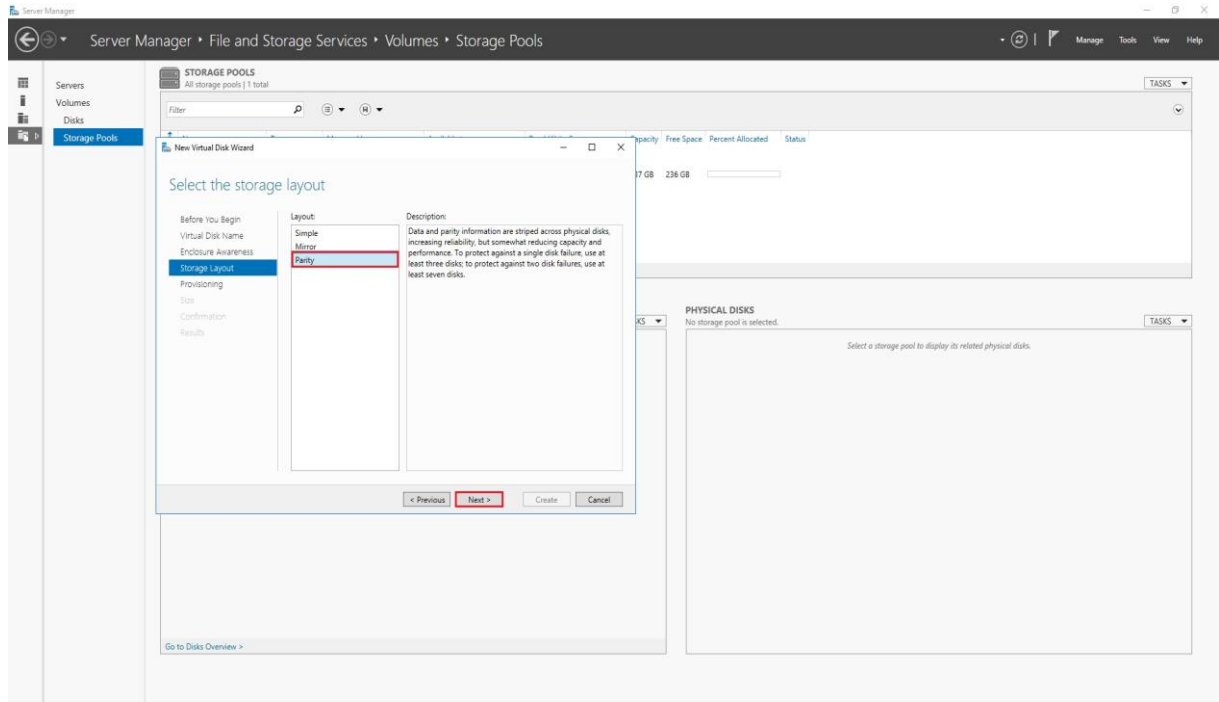 Server Manager
Server Manager ‣ File and Storage Services ‣ Volumes ‣ Storage Pools
Manage Tools View Help
Servers
Volumes
Disks
Storage Pools
STORAGE POOLS
All storage pools | 1 total
TASKS
Filter
Capacity Free Space Percent Allocated Status
GB 236 GB
New Virtual Disk Wizard
Select the storage layout
Before You Begin
Virtual Disk Name
Enclosure Awareness
Storage Layout
Provisioning
Size
Confirmation
Results
Layout:
Simple
Mirror
Parity
Description:
Data and parity information are striped across physical disks,
increasing reliability, but somewhat reducing capacity and
performance. To protect against a single disk failure, use at
least three disks; to protect against two disk failures, use at
least seven disks.
< Previous Next > Create Cancel
PHYSICAL DISKS
No storage pool is selected.
TASKS
Select a storage pool to display its related physical disks.
Go to Disks Overview >